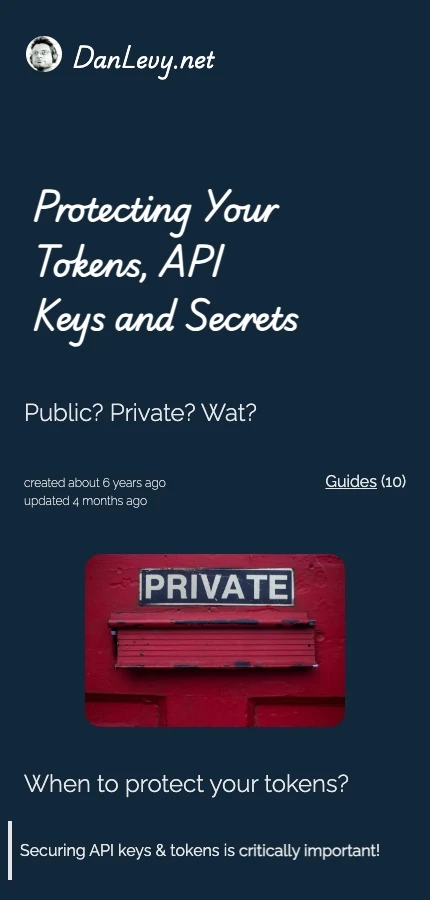 DanLevy.net
Protecting Your
Tokens, API
Keys and Secrets
Public? Private? Wat?
created about 6 years ago
updated 4 months ago
Guides (10)
PRIVATE
When to protect your tokens?
Securing API keys & tokens is critically important!